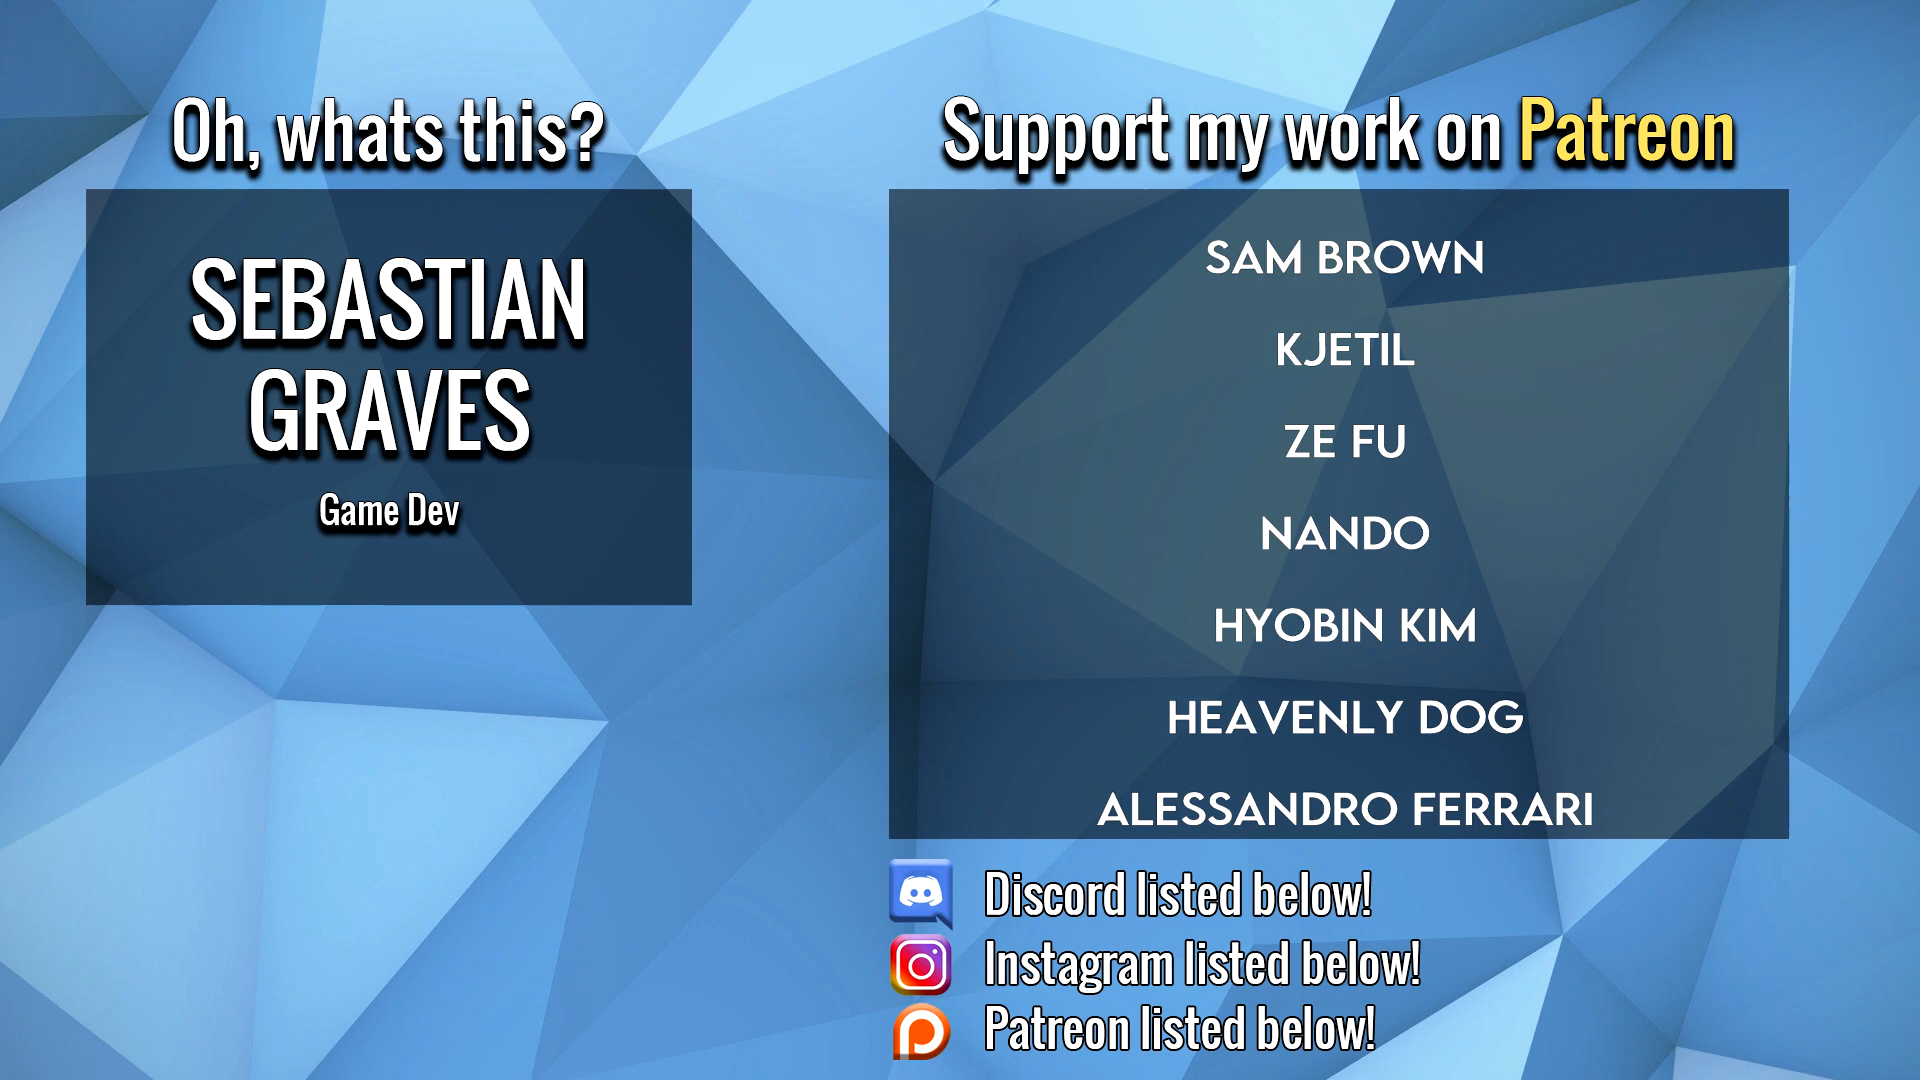 Oh, whats this?
SEBASTIAN
GRAVES
Game Dev
Support my work on Patreon
SAM BROWN
KJETIL
ZE FU
NANDO
HYOBIN KIM
HEAVENLY DOG
ALESSANDRO FERRARI
Discord listed below!
Instagram listed below!
Patreon listed below!